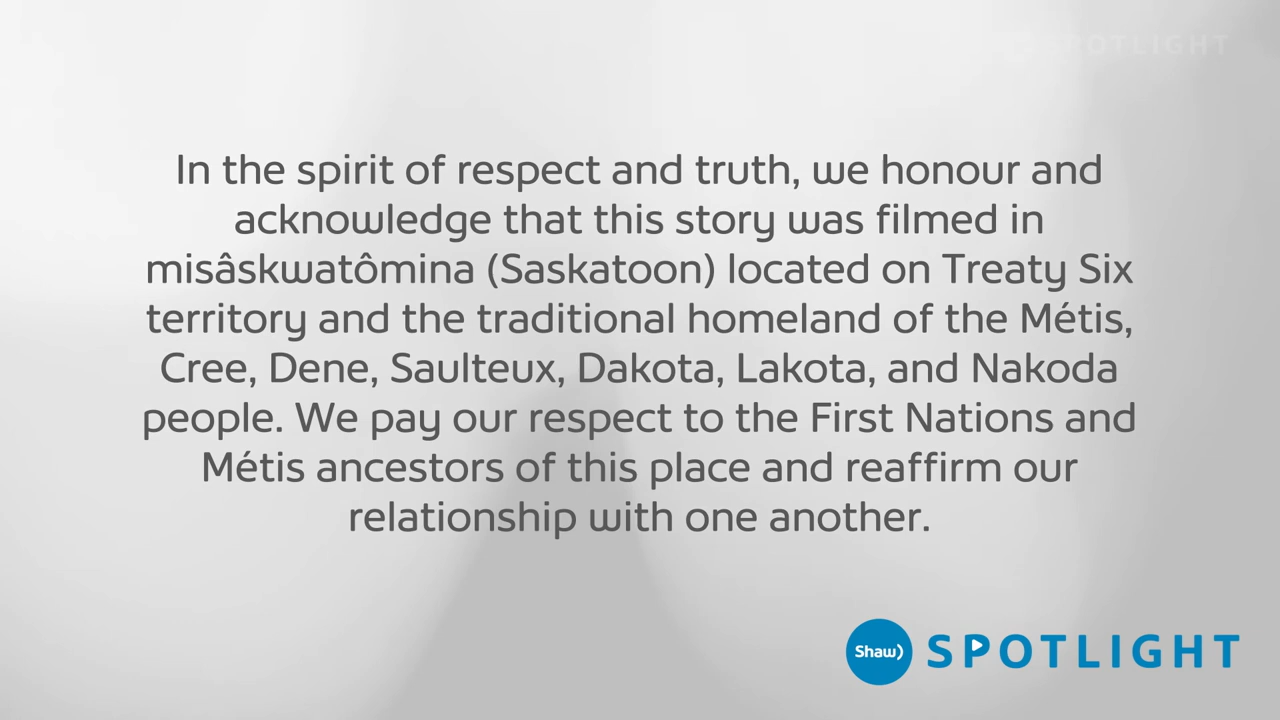 SPOTLIGHT
In the spirit of respect and truth, we honour and
acknowledge that this story was filmed in
misâskwatômina (Saskatoon) located on Treaty Six
territory and the traditional homeland of the Métis,
Cree, Dene, Saulteux, Dakota, Lakota, and Nakoda
people. We pay our respect to the First Nations and
Métis ancestors of this place and reaffirm our
relationship with one another.
Shaw) SPOTLIGHT